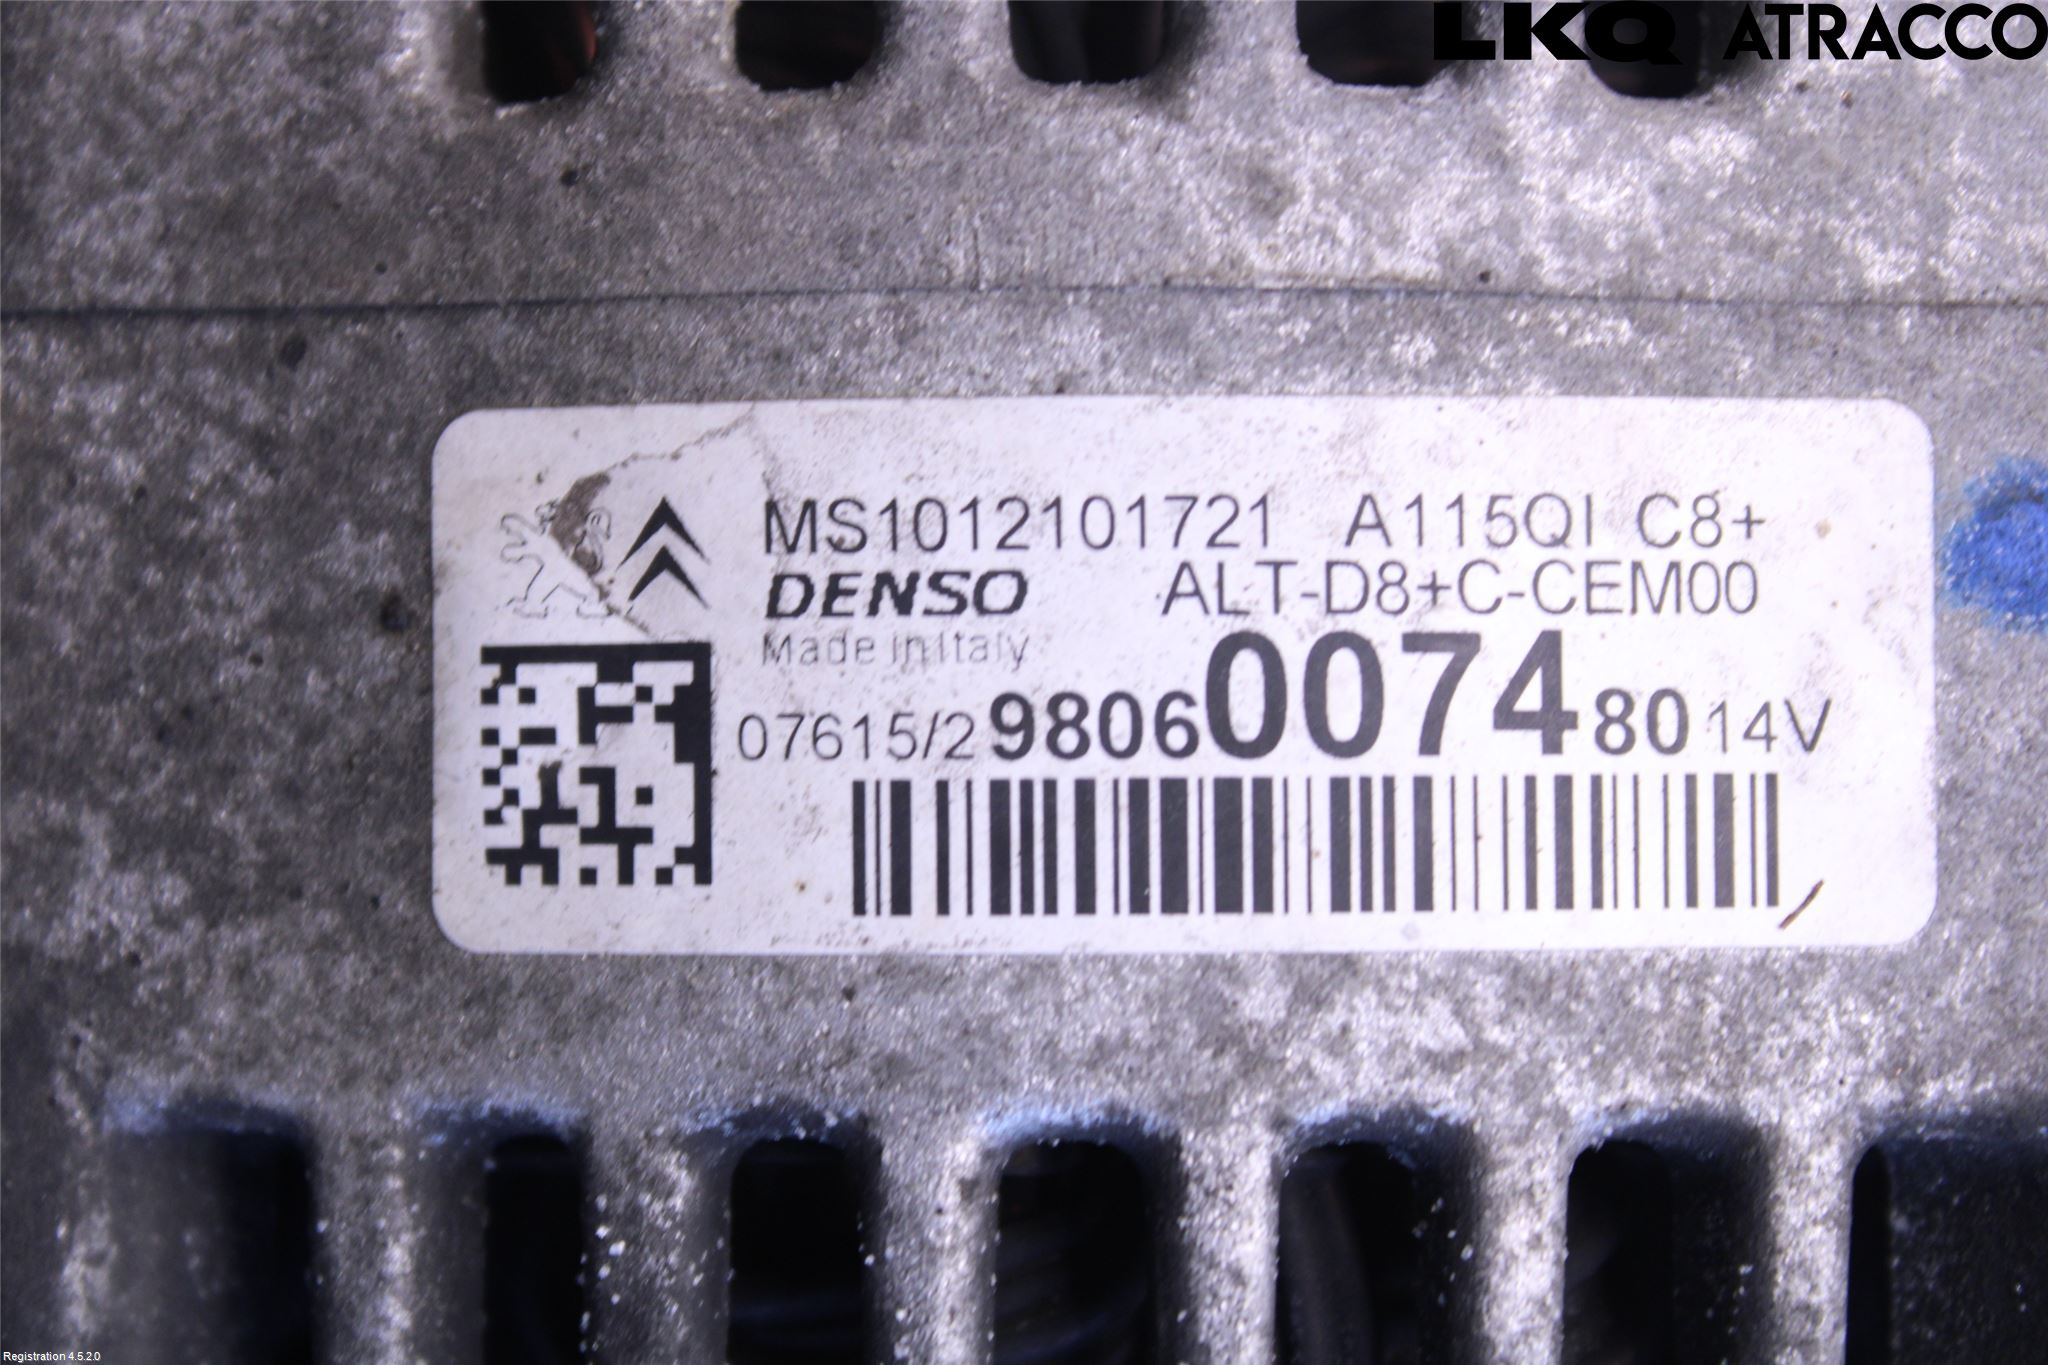 LKQ ATRACCO
MS1012101721 A115QI C8+
DENSO ALT-D8+C-CEM00
Made in Italy
07615/2 9806007480 14V
Registration 4.5.2.0